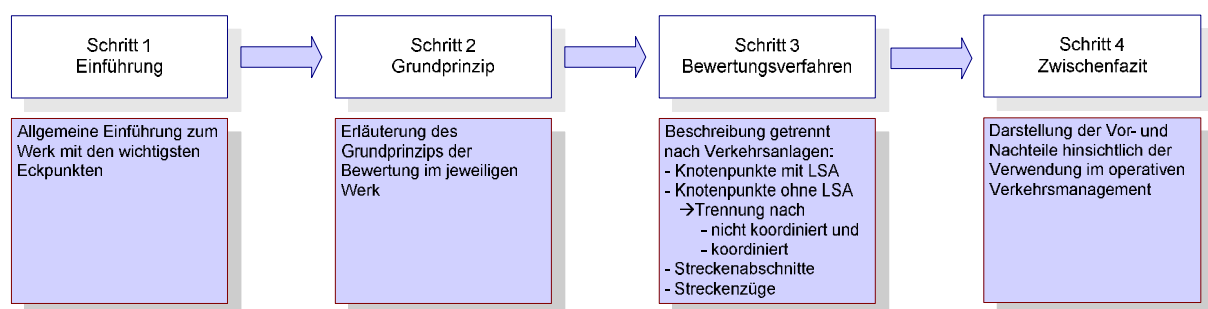 Schritt 1
Einführung
Schritt 2
Grundprinzip
Schritt 3
Bewertungsverfahren
Schritt 4
Zwischenfazit
Allgemeine Einführung zum
Werk mit den wichtigsten
Eckpunkten
Erläuterung des
Grundprinzips der
Bewertung im jeweiligen
Werk
Beschreibung getrennt
nach Verkehrsanlagen:
- Knotenpunkte mit LSA
- Knotenpunkte ohne LSA
→Trennung nach
- nicht koordiniert und
- koordiniert
- Streckenabschnitte
- Streckenzüge
Darstellung der Vor- und
Nachteile hinsichtlich der
Verwendung im operativen
Verkehrsmanagement